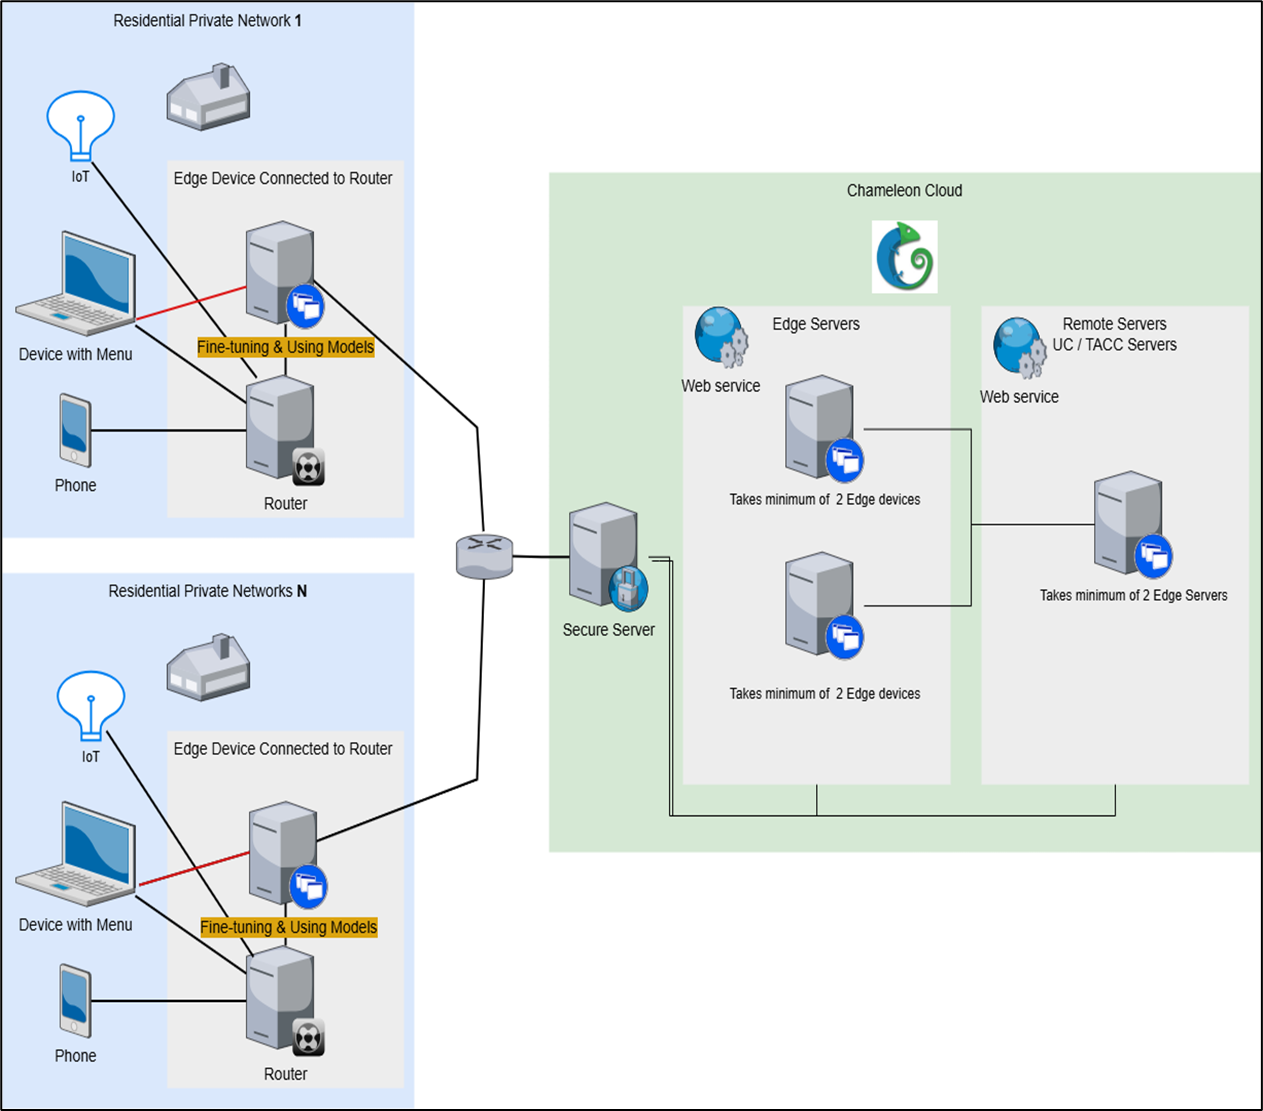 Residential Private Network 1
IoT
Edge Device Connected to Router
Fine-tuning & Using Models
Device with Menu
Phone
Router
Residential Private Networks N
IoT
Edge Device Connected to Router
Fine-tuning & Using Models
Device with Menu
Phone
Router
Secure Server
Chameleon Cloud
Edge Servers
Web service
Takes minimum of 2 Edge devices
Takes minimum of 2 Edge devices
Remote Servers
UC / TACC Servers
Web service
Takes minimum of 2 Edge Servers